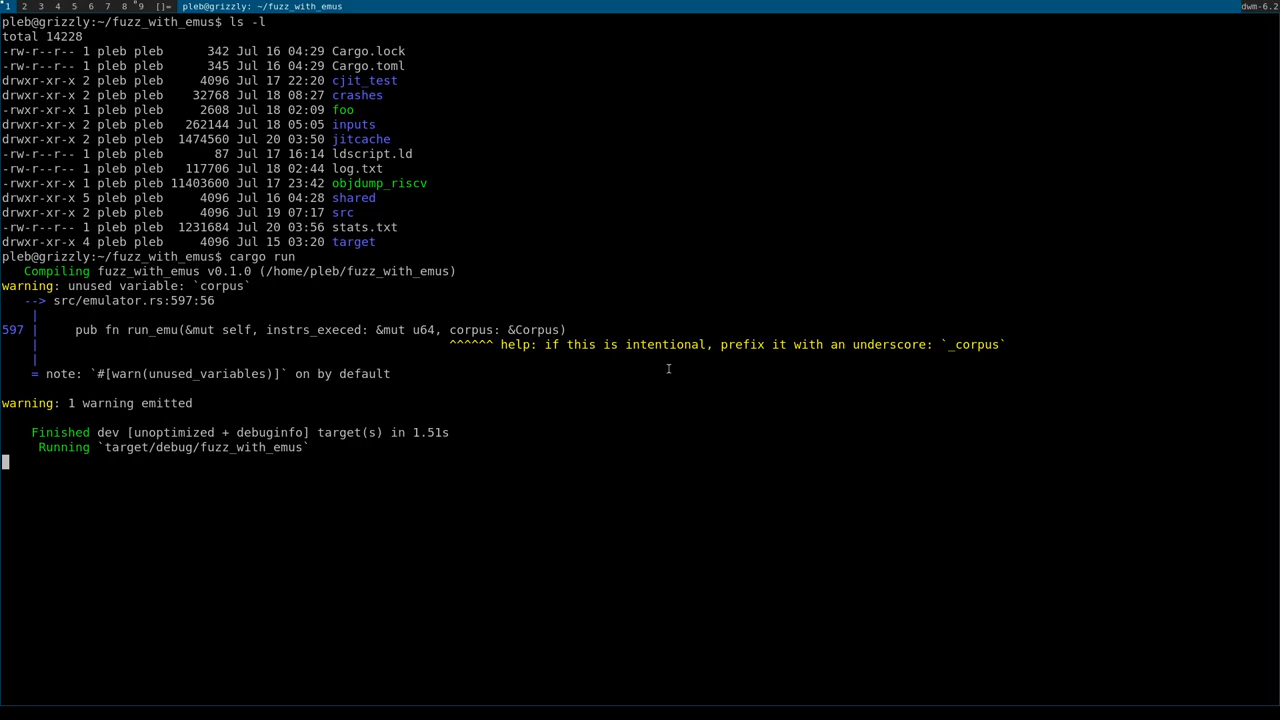 1 2 3 4 5 6 7 8 9 []= pleb@grizzly: ~/fuzz_with_emus dwm-6.2
pleb@grizzly:~/fuzz_with_emus$ ls -l
total 14228
-rw-r--r-- 1 pleb pleb      342 Jul 16 04:29 Cargo.lock
-rw-r--r-- 1 pleb pleb      345 Jul 16 04:29 Cargo.toml
drwxr-xr-x 2 pleb pleb     4096 Jul 17 22:20 cjit_test
drwxr-xr-x 2 pleb pleb    32768 Jul 18 08:27 crashes
-rwxr-xr-x 1 pleb pleb     2608 Jul 18 02:09 foo
drwxr-xr-x 2 pleb pleb   262144 Jul 18 05:05 inputs
drwxr-xr-x 2 pleb pleb  1474560 Jul 20 03:50 jitcache
-rw-r--r-- 1 pleb pleb       87 Jul 17 16:14 ldscript.ld
-rw-r--r-- 1 pleb pleb   117706 Jul 18 02:44 log.txt
-rwxr-xr-x 1 pleb pleb 11403600 Jul 17 23:42 objdump_riscv
drwxr-xr-x 5 pleb pleb     4096 Jul 16 04:28 shared
drwxr-xr-x 2 pleb pleb     4096 Jul 19 07:17 src
-rw-r--r-- 1 pleb pleb  1231684 Jul 20 03:56 stats.txt
drwxr-xr-x 4 pleb pleb     4096 Jul 15 03:20 target
pleb@grizzly:~/fuzz_with_emus$ cargo run
   Compiling fuzz_with_emus v0.1.0 (/home/pleb/fuzz_with_emus)
warning: unused variable: `corpus`
   --> src/emulator.rs:597:56
    |
597 |     pub fn run_emu(&mut self, instrs_execed: &mut u64, corpus: &Corpus)
    |                                                        ^^^^^^ help: if this is intentional, prefix it with an underscore: `_corpus`
    |
    = note: `#[warn(unused_variables)]` on by default
warning: 1 warning emitted
    Finished dev [unoptimized + debuginfo] target(s) in 1.51s
     Running `target/debug/fuzz_with_emus`